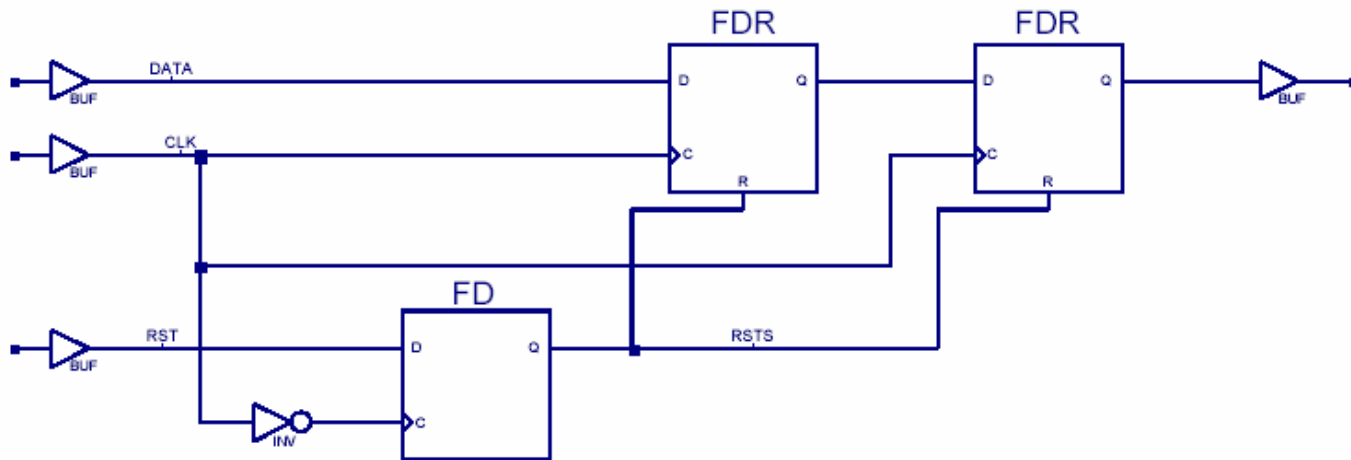 FDR FDR
DATA D Q D Q
BUF BUF
CLK C C
BUF R R
FD
RST D Q RSTS
BUF
C
INV